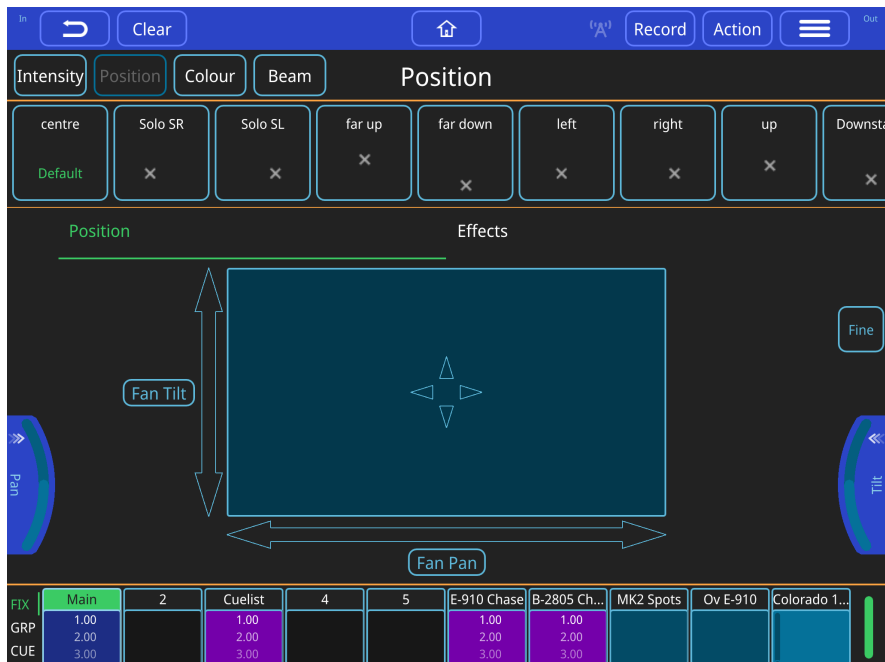 In
Clear
Record
Action
Out
Intensity
Position
Colour
Beam
Position
centre
Default
Solo SR
Solo SL
far up
far down
left
right
up
Position
Effects
Fine
Fan Tilt
Pan
Tilt
Fan Pan
FIX
GRP
CUE
Main
1.00
2.00
3.00
2
Cuelist
1.00
2.00
3.00
4
5
E-910 Chase
1.00
2.00
3.00
B-2805 Ch...
1.00
2.00
3.00
MK2 Spots
Ov E-910
Colorado 1...